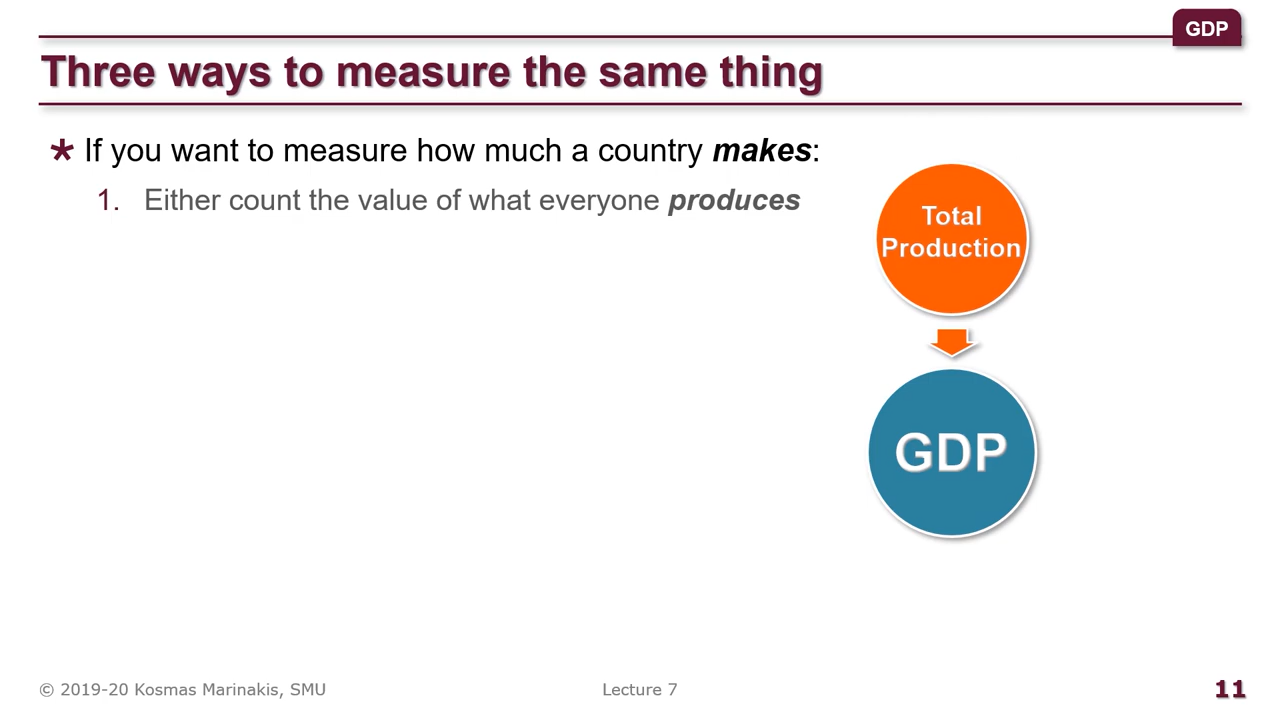 GDP
Three ways to measure the same thing
* If you want to measure how much a country makes:
1. Either count the value of what everyone produces
Total
Production
GDP
© 2019-20 Kosmas Marinakis, SMU
Lecture 7
11